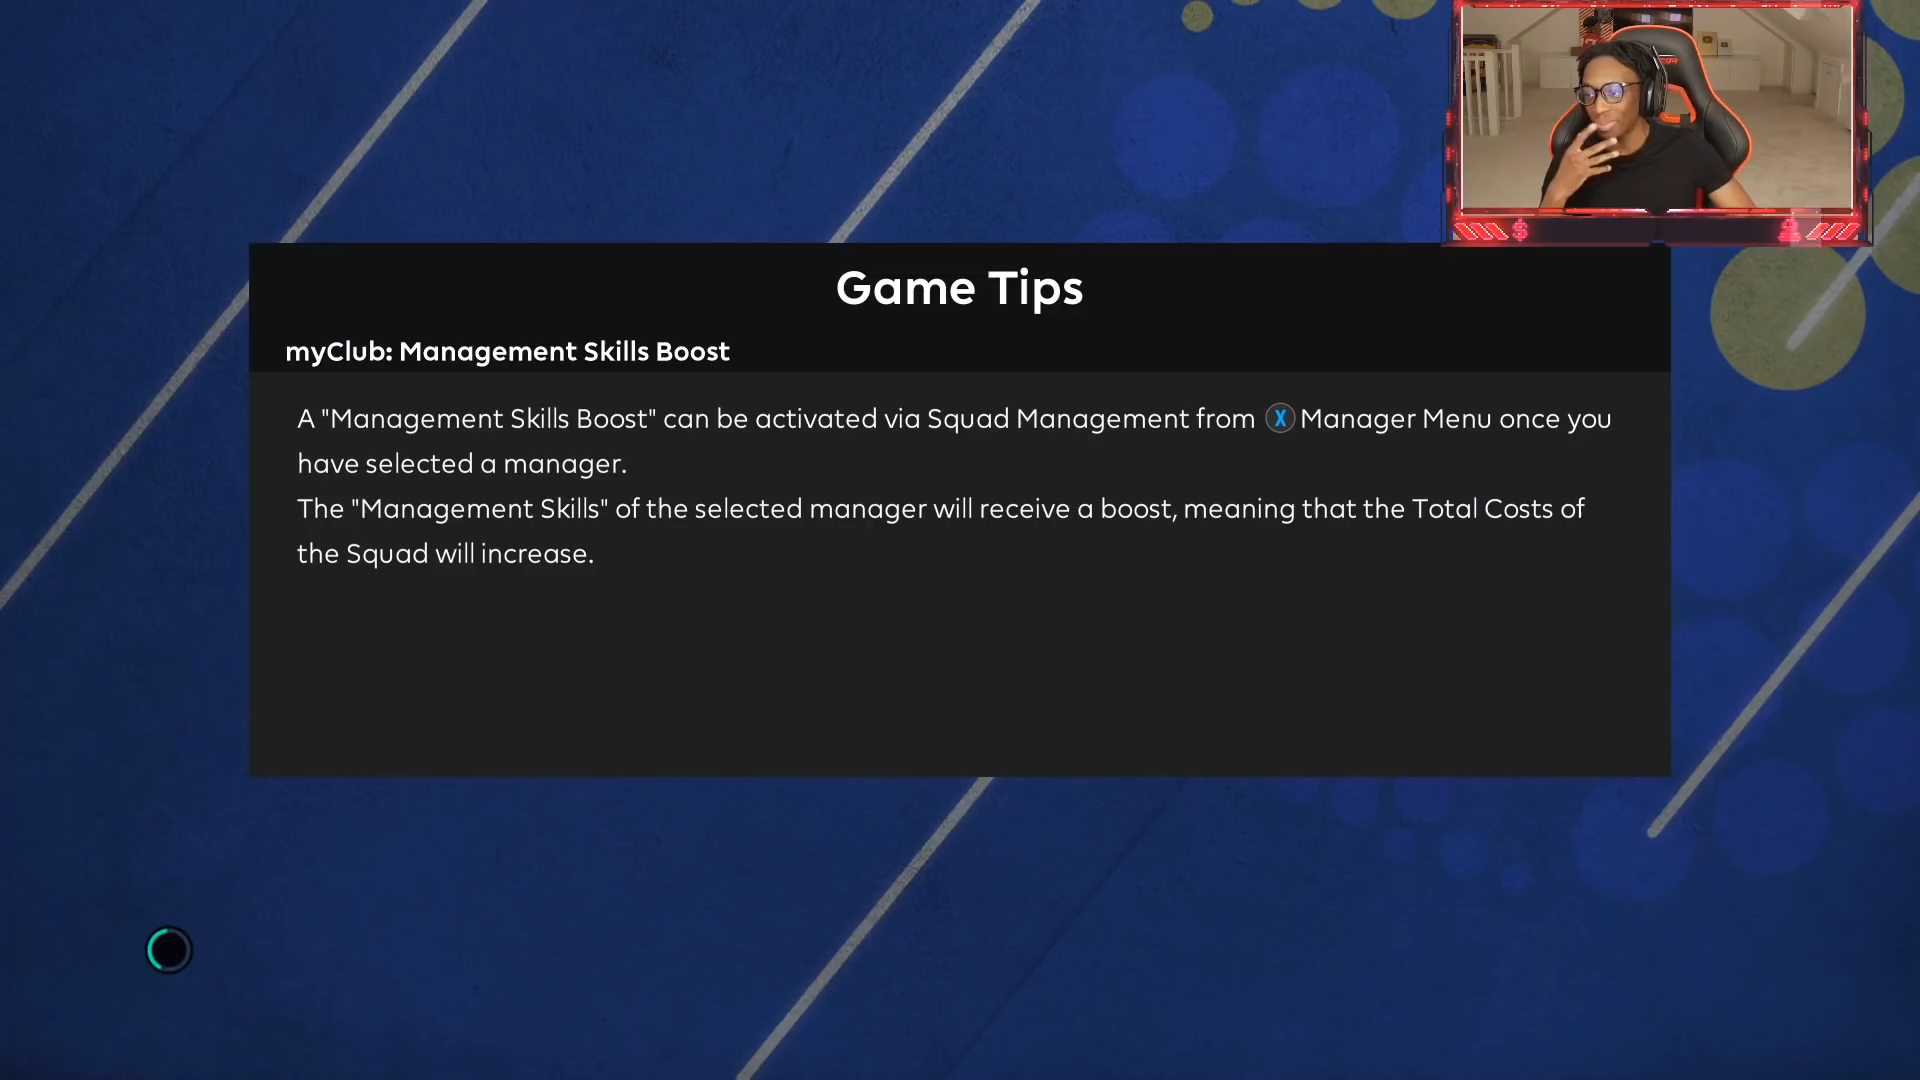 Game Tips
myClub: Management Skills Boost
A "Management Skills Boost" can be activated via Squad Management from X Manager Menu once you
have selected a manager.
The "Management Skills" of the selected manager will receive a boost, meaning that the Total Costs of
the Squad will increase.